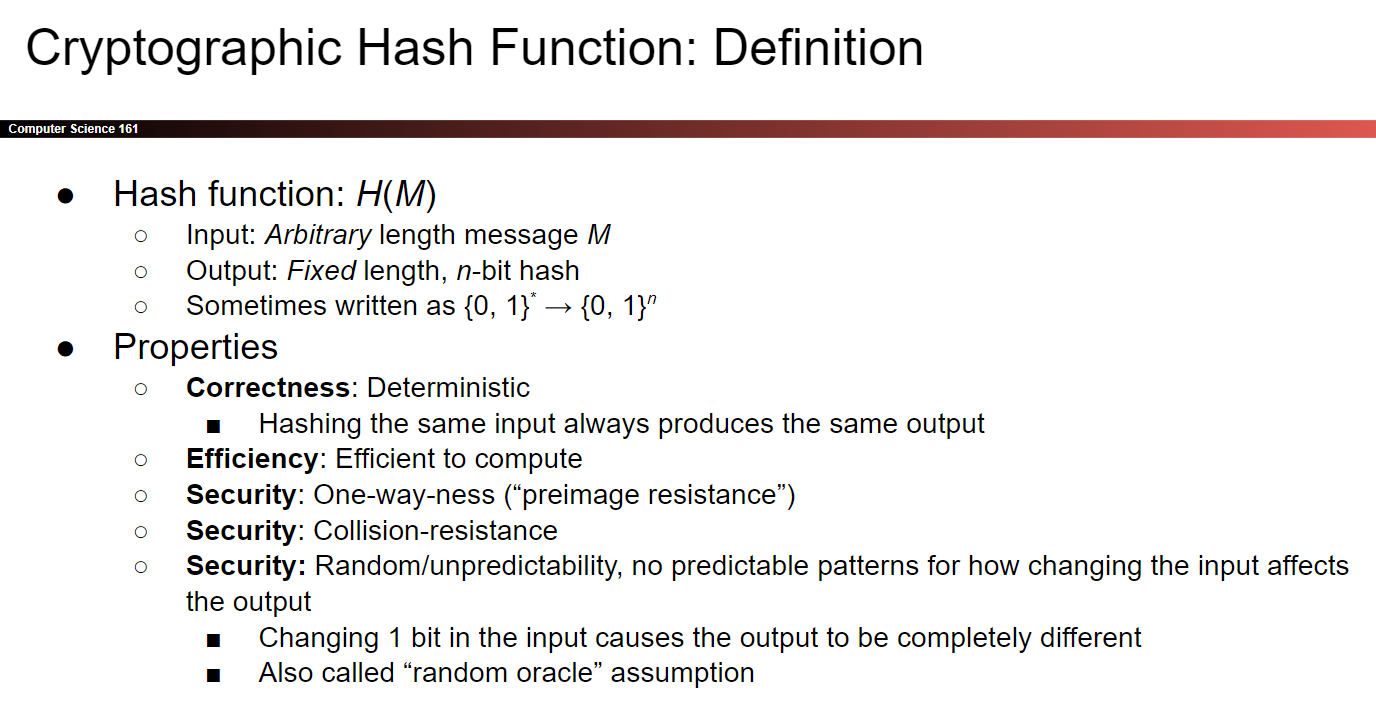 Cryptographic Hash Function: Definition
Computer Science 161
● Hash function: H(M)
○ Input: Arbitrary length message M
○ Output: Fixed length, n-bit hash
○ Sometimes written as {0, 1}* → {0, 1}ⁿ
● Properties
○ Correctness: Deterministic
■ Hashing the same input always produces the same output
○ Efficiency: Efficient to compute
○ Security: One-way-ness (“preimage resistance”)
○ Security: Collision-resistance
○ Security: Random/unpredictability, no predictable patterns for how changing the input affects
the output
■ Changing 1 bit in the input causes the output to be completely different
■ Also called “random oracle” assumption